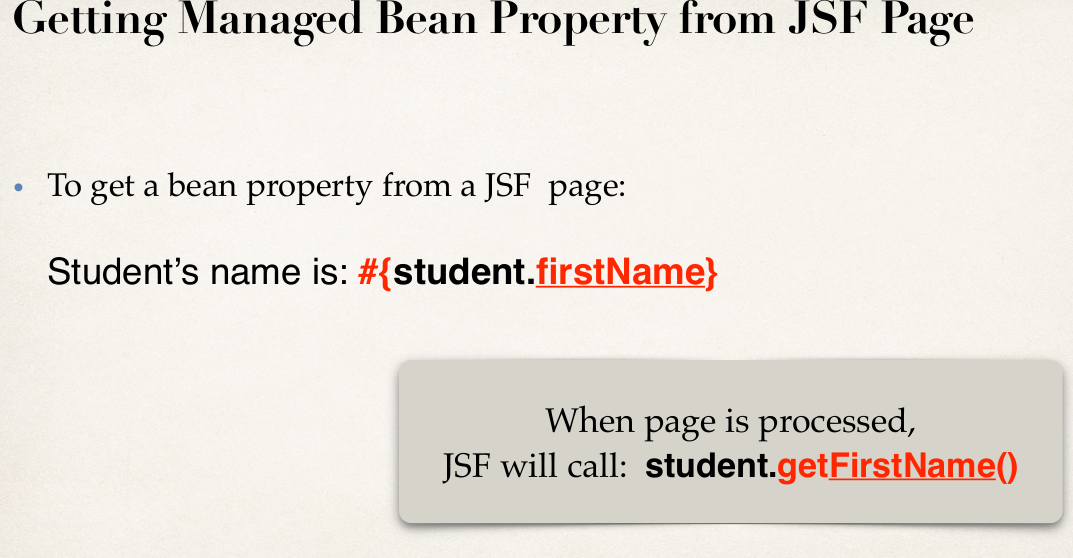 Getting Managed Bean Property from JSF Page
• To get a bean property from a JSF  page:
Student’s name is: #{student.firstName}
When page is processed,
JSF will call:  student.getFirstName()